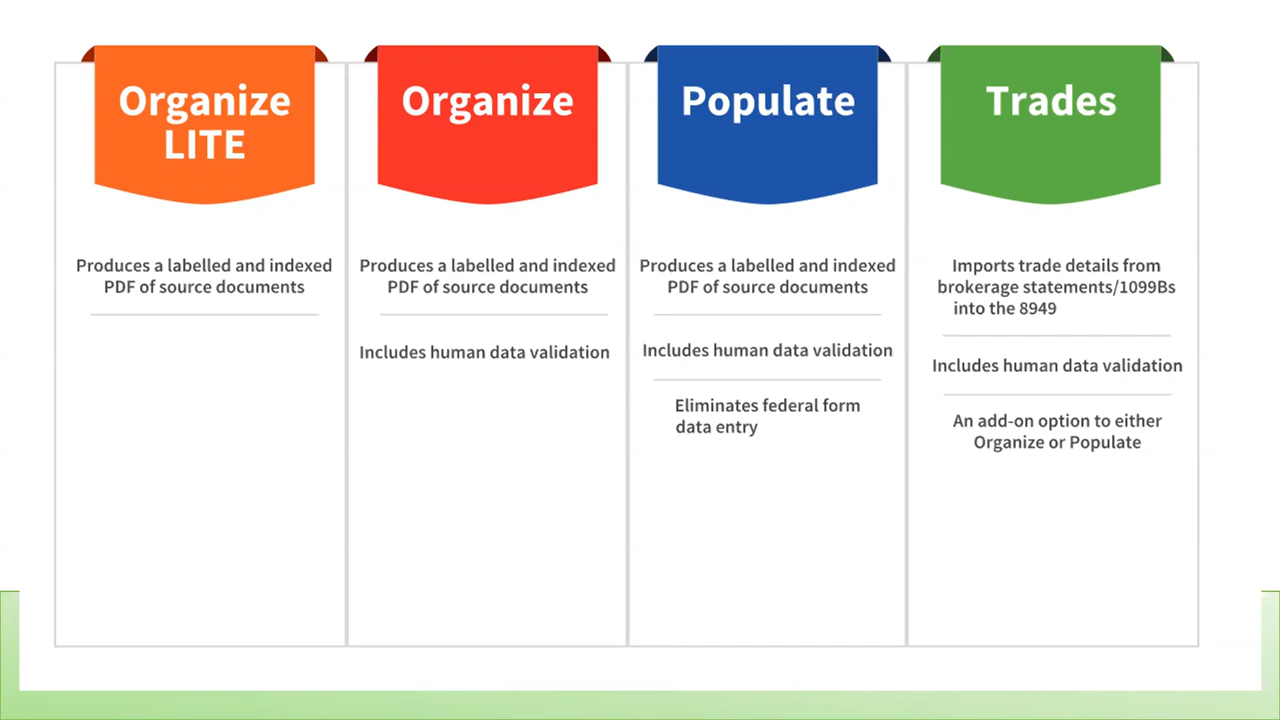 Organize
LITE
Produces a labelled and indexed
PDF of source documents
Organize
Produces a labelled and indexed
PDF of source documents
Includes human data validation
Populate
Produces a labelled and indexed
PDF of source documents
Includes human data validation
Eliminates federal form
data entry
Trades
Imports trade details from
brokerage statements/1099Bs
into the 8949
Includes human data validation
An add-on option to either
Organize or Populate